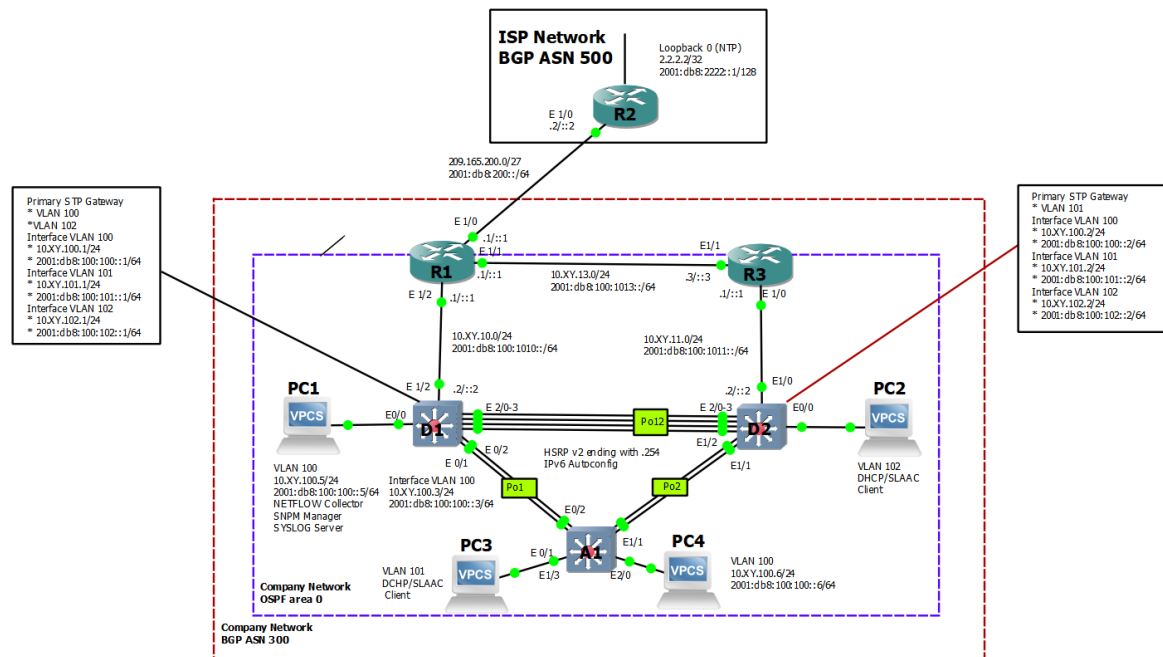 ISP Network
BGP ASN 500
Loopback 0 (NTP)
2.2.2.2/32
2001:db8:2222::1/128
R2
E 1/0
.2/::2
209.165.200.0/27
2001:db8:200::/64
Primary STP Gateway
* VLAN 100
*VLAN 102
Interface VLAN 100
* 10.XY.100.1/24
* 2001:db8:100:100::1/64
Interface VLAN 101
* 10.XY.101.1/24
* 2001:db8:100:101::1/64
Interface VLAN 102
* 10.XY.102.1/24
* 2001:db8:100:102::1/64
Primary STP Gateway
* VLAN 101
Interface VLAN 100
* 10.XY.100.2/24
* 2001:db8:100:100::2/64
Interface VLAN 101
* 10.XY.101.2/24
* 2001:db8:100:101::2/64
Interface VLAN 102
* 10.XY.102.2/24
* 2001:db8:100:102::2/64
E 1/0
.1/::1
E 1/1
R1
.1/::1
E 1/2
.1/::1
10.XY.13.0/24
2001:db8:100:1013::/64
E1/1
R3
.3/::3
.1/::1
E 1/0
10.XY.10.0/24
2001:db8:100:1010::/64
10.XY.11.0/24
2001:db8:100:1011::/64
E 1/2
.2/::2
.2/::2
E1/0
PC1
VPCS
E0/0
D1
E 2/0-3
Po12
E 2/0-3
D2
E0/0
PC2
VPCS
E 0/2
E 0/1
E1/2
E1/1
HSRP v2 ending with .254
IPv6 Autoconfig
VLAN 100
10.XY.100.5/24
2001:db8:100:100::5/64
NETFLOW Collector
SNPM Manager
SYSLOG Server
Interface VLAN 100
10.XY.100.3/24
2001:db8:100:100::3/64
Po1
Po2
VLAN 102
DHCP/SLAAC
Client
E0/2
E1/1
A1
E 0/1
E1/3
E2/0
PC3
VPCS
VLAN 101
DCHP/SLAAC
Client
PC4
VPCS
VLAN 100
10.XY.100.6/24
2001:db8:100:100::6/64
Company Network
OSPF area 0
Company Network
BGP ASN 300